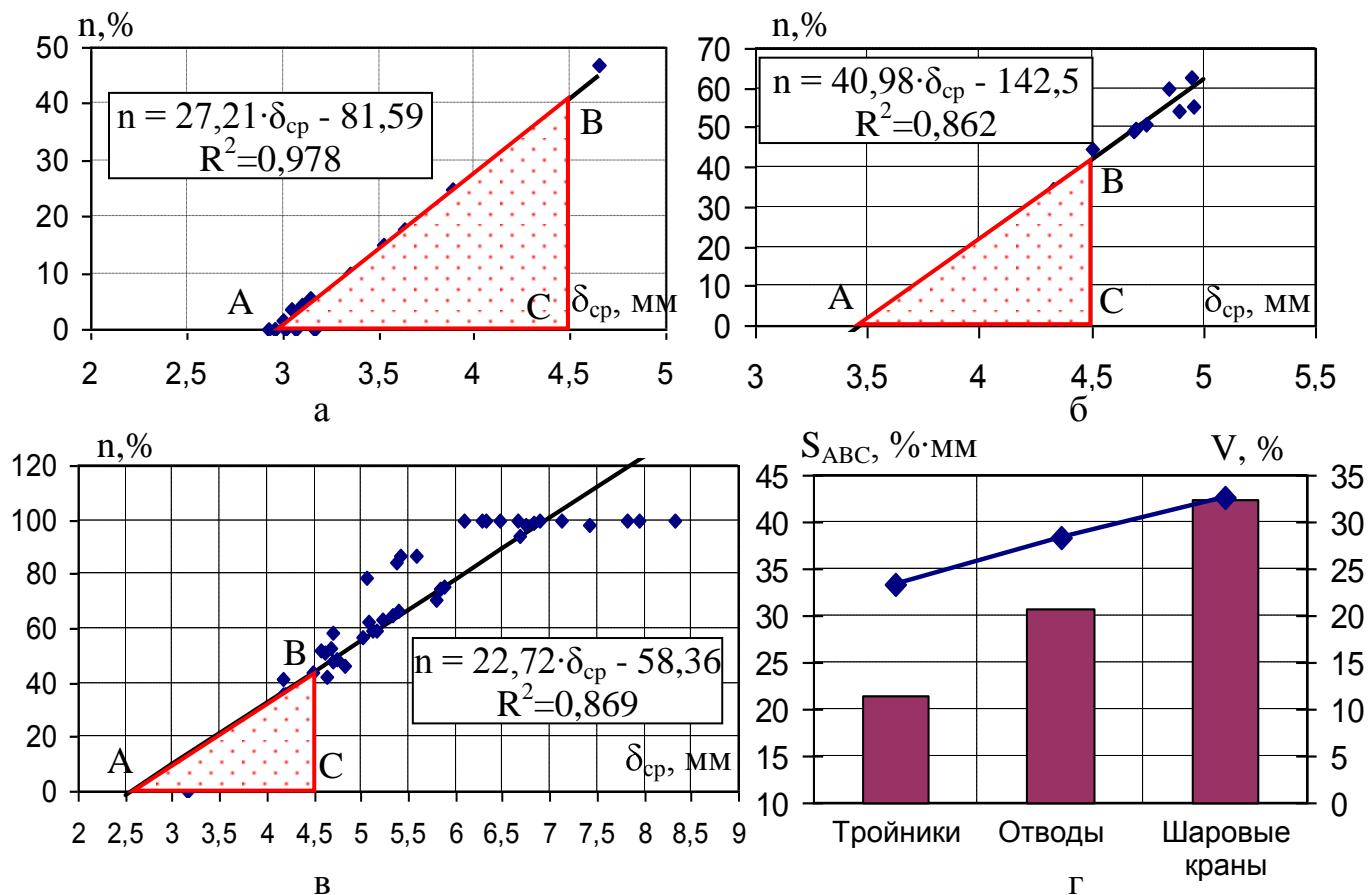 n,%
50
40
30
20
10
0
n = 27,21·δср - 81,59
R²=0,978
A
B
C
δср, мм
2 2,5 3 3,5 4 4,5 5
а
n,%
70
60
50
40
30
20
10
0
n = 40,98·δср - 142,5
R²=0,862
A
B
C
δср, мм
3 3,5 4 4,5 5 5,5
б
n,%
120
100
80
60
40
20
0
B
n = 22,72·δср - 58,36
R²=0,869
A
C
δср, мм
2 2,5 3 3,5 4 4,5 5 5,5 6 6,5 7 7,5 8 8,5 9
в
SABC, %·мм
V, %
45
40
35
30
25
20
15
10
35
30
25
20
15
10
5
0
Тройники Отводы Шаровые
краны
г